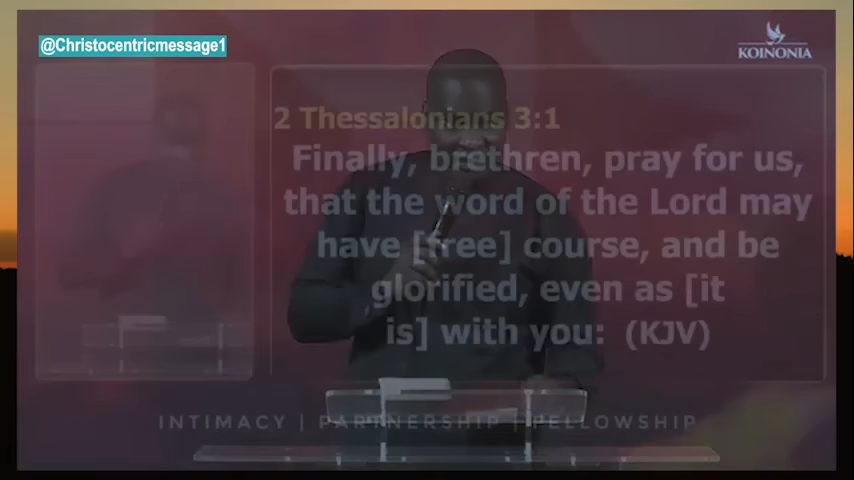 @Christocentricmessage1
KOINONIA
2 Thessalonians 3:1
Finally, brethren, pray for us,
that the word of the Lord may
have [free] course, and be
glorified, even as [it
is] with you: (KJV)
INTIMACY | PARTNERSHIP | FELLOWSHIP